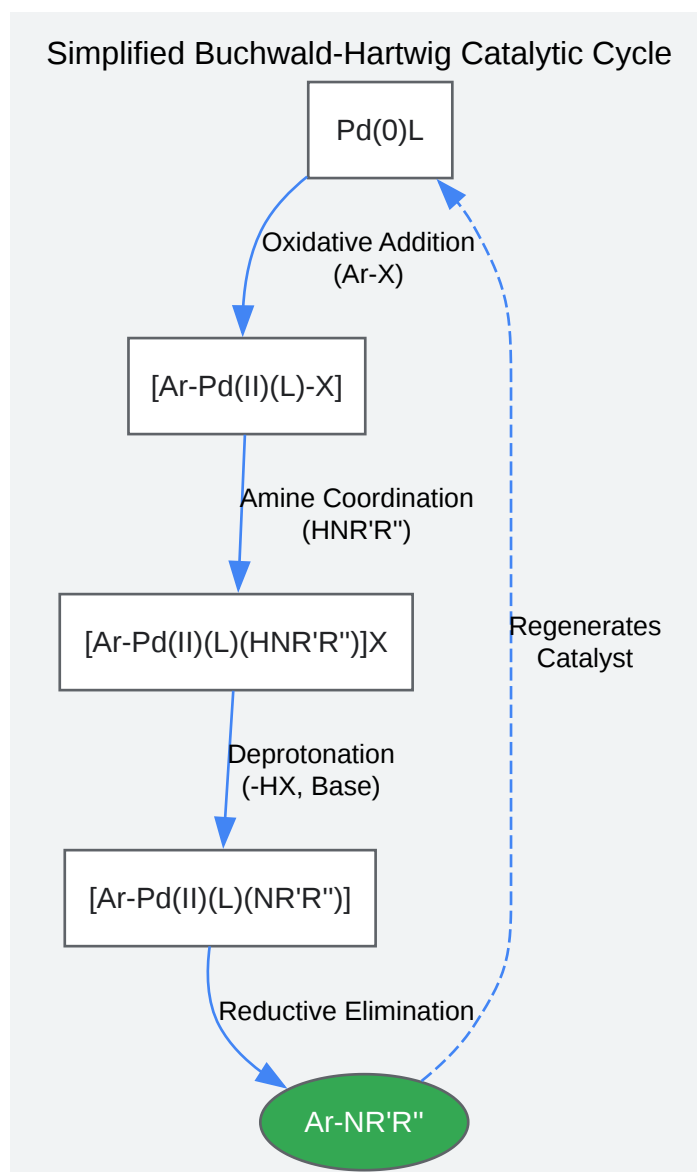 Simplified Buchwald-Hartwig Catalytic Cycle
Pd(0)L
Oxidative Addition
(Ar-X)
[Ar-Pd(II)(L)-X]
Amine Coordination
(HNR'R'')
[Ar-Pd(II)(L)(HNR'R'')]X
Regenerates
Catalyst
Deprotonation
(-HX, Base)
[Ar-Pd(II)(L)(NR'R'')]
Reductive Elimination
Ar-NR'R''